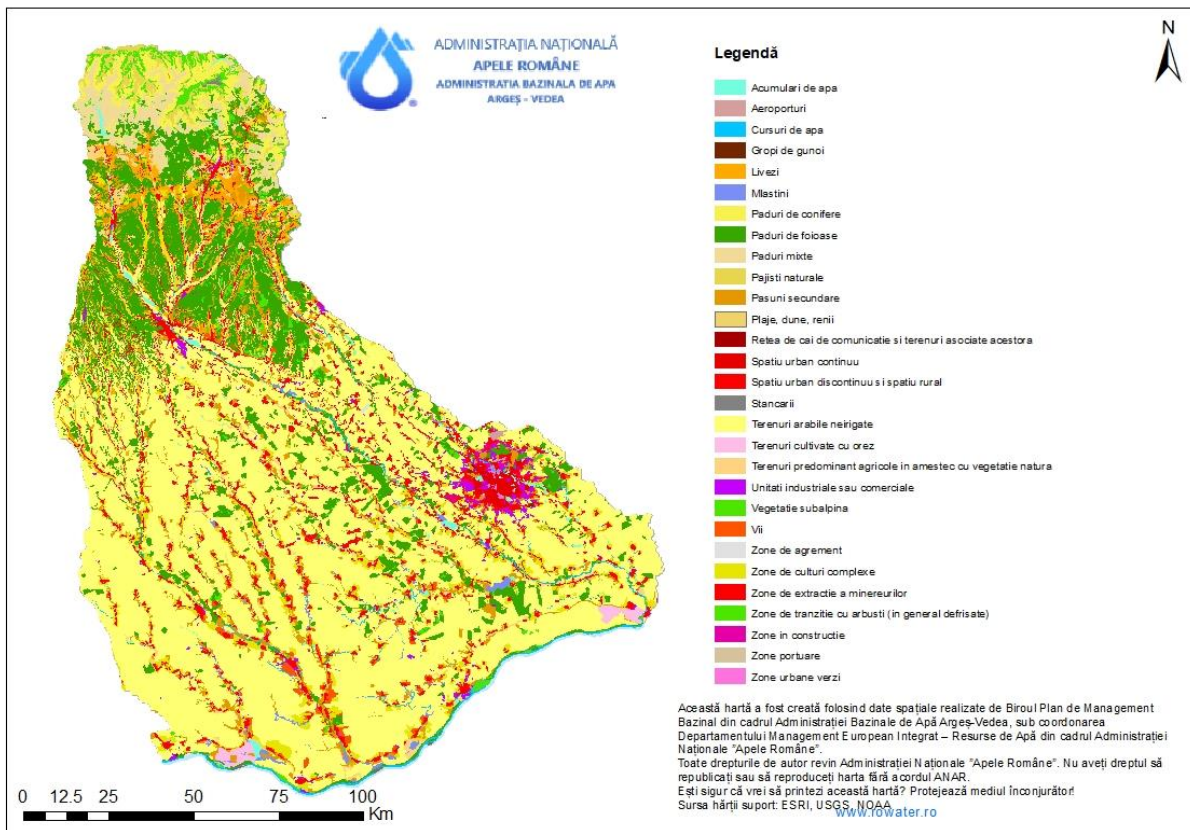 ADMINISTRAȚIA NAȚIONALĂ
APELE ROMÂNE
ADMINISTRATIA BAZINALA DE APA
ARGEȘ - VEDEA
N
Legendă
Acumulari de apa
Aeroporturi
Cursuri de apa
Gropi de gunoi
Livezi
Mlastini
Paduri de conifere
Paduri de foioase
Paduri mixte
Pajisti naturale
Pasuni secundare
Plaje, dune, renii
Retea de cai de comunicatie si terenuri asociate acestora
Spatiu urban continuu
Spatiu urban discontinuu si spatiu rural
Stancarii
Terenuri arabile neirigate
Terenuri cultivate cu orez
Terenuri predominant agricole in amestec cu vegetatie natura
Unitati industriale sau comerciale
Vegetatie subalpina
Vii
Zone de agrement
Zone de culturi complexe
Zone de extractie a minereurilor
Zone de tranzitie cu arbusti (in general defrisate)
Zone in constructie
Zone portuare
Zone urbane verzi
Această hartă a fost creată folosind date spațiale realizate de Biroul Plan de Management
Bazinal din cadrul Administrației Bazinale de Apă Argeș-Vedea, sub coordonarea
Departamentului Management European Integrat – Resurse de Apă din cadrul Administrației
Naționale "Apele Române".
Toate drepturile de autor revin Administrației Naționale "Apele Române". Nu aveți dreptul să
republicați sau să reproduceți harta fără acordul ANAR.
Ești sigur că vrei să printezi această hartă? Protejează mediul înconjurător!
Sursa hărții suport: ESRI, USGS, NOAA
www.rowater.ro
0 12.5 25 50 75 100
Km